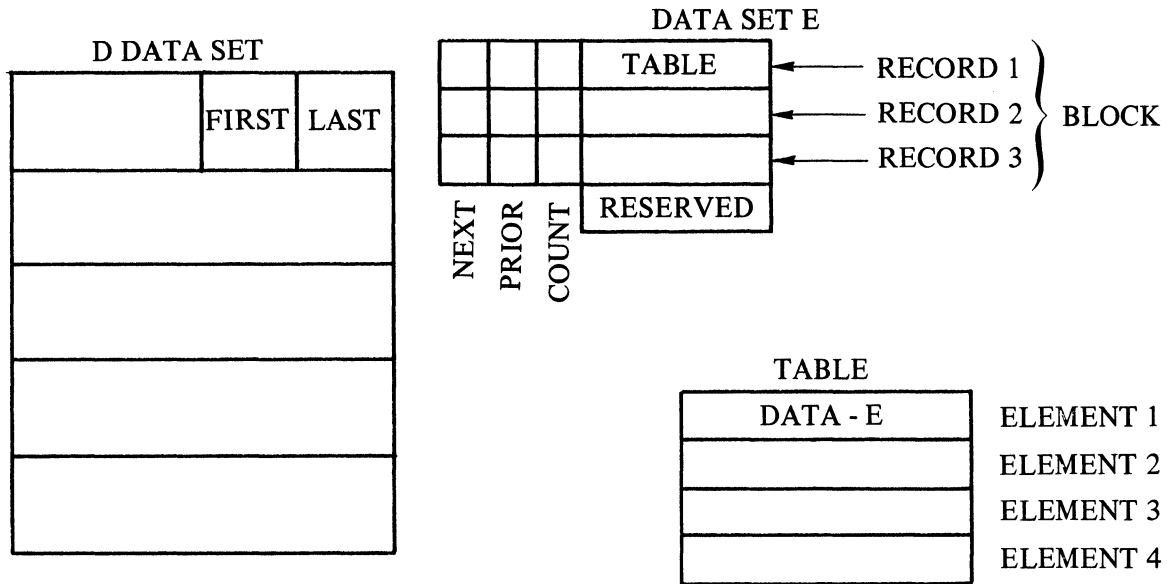 D DATA SET
FIRST LAST
DATA SET E
TABLE
RECORD 1
RECORD 2
RECORD 3
BLOCK
RESERVED
NEXT
PRIOR
COUNT
TABLE
DATA - E
ELEMENT 1
ELEMENT 2
ELEMENT 3
ELEMENT 4